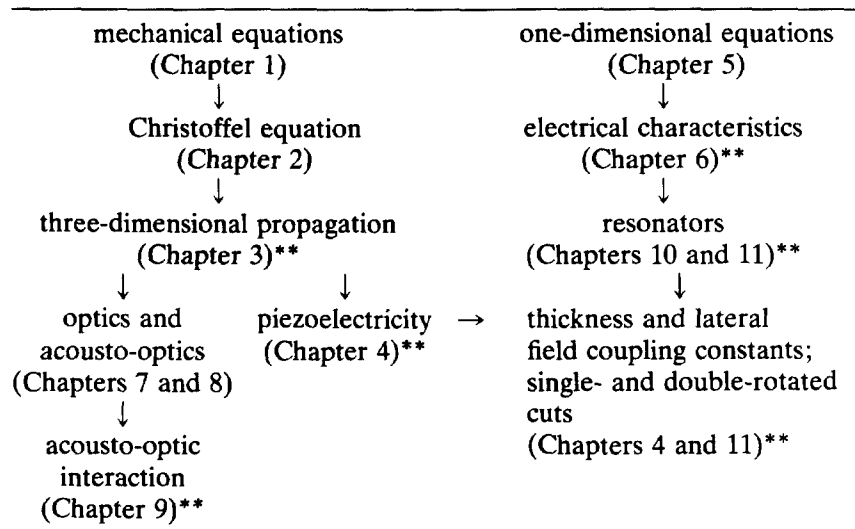 mechanical equations
(Chapter 1)
↓
Christoffel equation
(Chapter 2)
↓
three-dimensional propagation
(Chapter 3)**
↓ ↓
optics and
acousto-optics
(Chapters 7 and 8)
↓
acousto-optic
interaction
(Chapter 9)**
piezoelectricity →
(Chapter 4)**
one-dimensional equations
(Chapter 5)
↓
electrical characteristics
(Chapter 6)**
↓
resonators
(Chapters 10 and 11)**
↓
thickness and lateral
field coupling constants;
single- and double-rotated
cuts
(Chapters 4 and 11)**